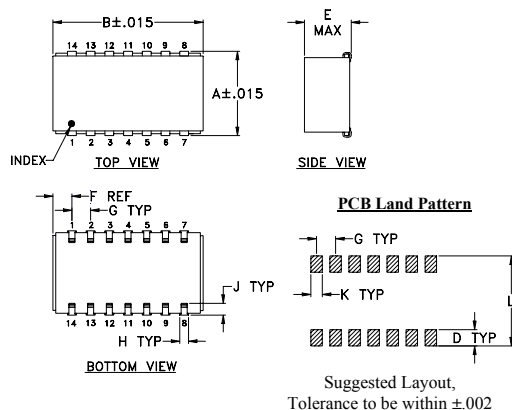 B±.015
E
MAX
14 13 12 11 10 9 8
A±.015
INDEX
1 2 3 4 5 6 7
TOP VIEW
SIDE VIEW
F REF
G TYP
1 2 3 4 5 6 7
J TYP
14 13 12 11 10 9 8
H TYP
BOTTOM VIEW
PCB Land Pattern
G TYP
K TYP
L
D TYP
Suggested Layout,
Tolerance to be within ±.002